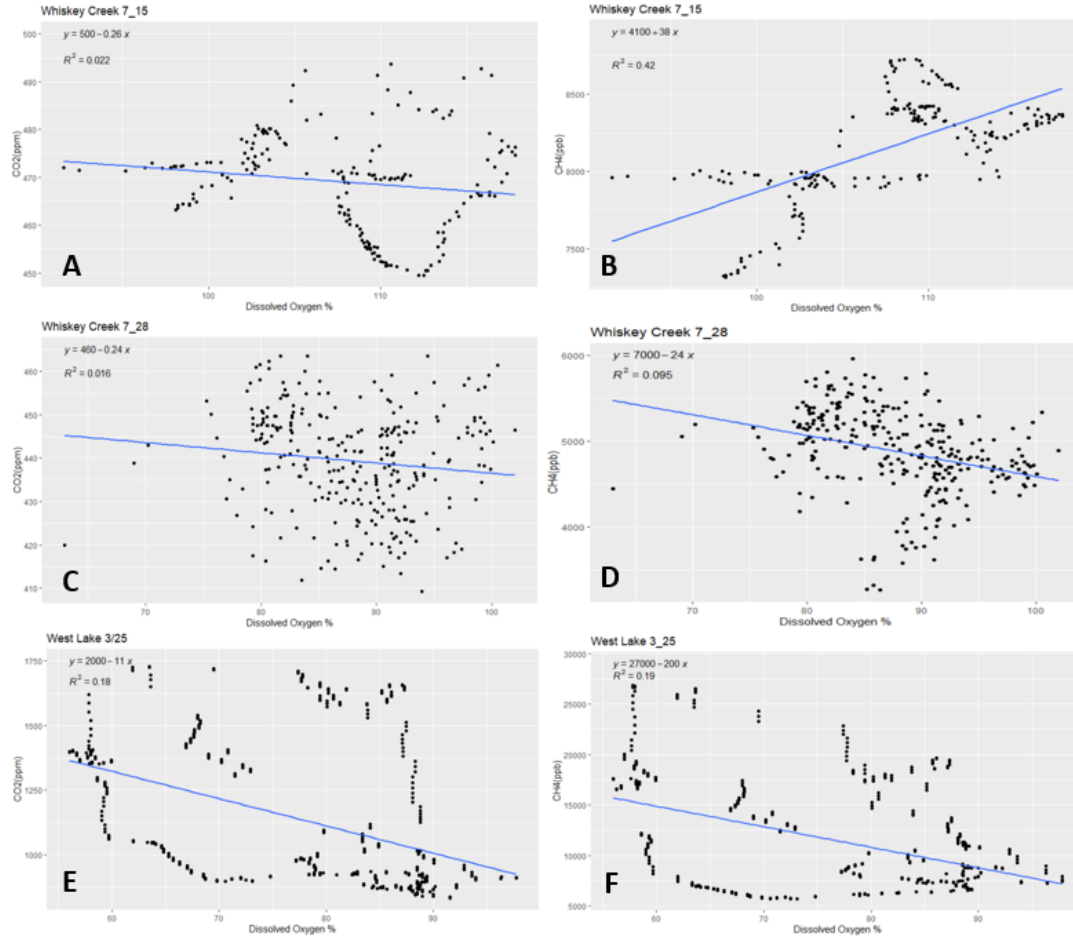 Whiskey Creek 7_15
y = 500 − 0.26 x
R² = 0.022
500
490
480
470
460
450
CO2(ppm)
A
100
110
Dissolved Oxygen %
Whiskey Creek 7_15
y = 4100 + 38 x
R² = 0.42
8500
8000
7500
CH4(ppb)
B
100
110
Dissolved Oxygen %
Whiskey Creek 7_28
y = 460 − 0.24 x
R² = 0.016
460
450
440
430
420
410
CO2(ppm)
C
70
80
90
100
Dissolved Oxygen %
Whiskey Creek 7_28
y = 7000 − 24 x
R² = 0.095
6000
5000
4000
CH4(ppb)
D
70
80
90
100
Dissolved Oxygen %
West Lake 3/25
y = 2000 − 11 x
R² = 0.18
1750
1500
1250
1000
CO2(ppm)
E
60
70
80
90
Dissolved Oxygen %
West Lake 3_25
y = 27000 − 200 x
R² = 0.19
30000
25000
20000
15000
10000
5000
CH4(ppb)
F
60
70
80
90
Dissolved Oxygen %